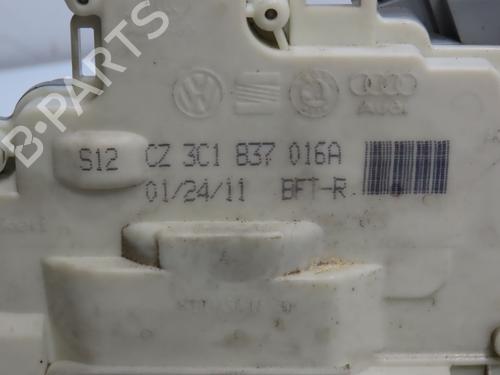 B-PARTS
Audi
S12 CZ 3C1 837 016A
01/24/11 BFT-R